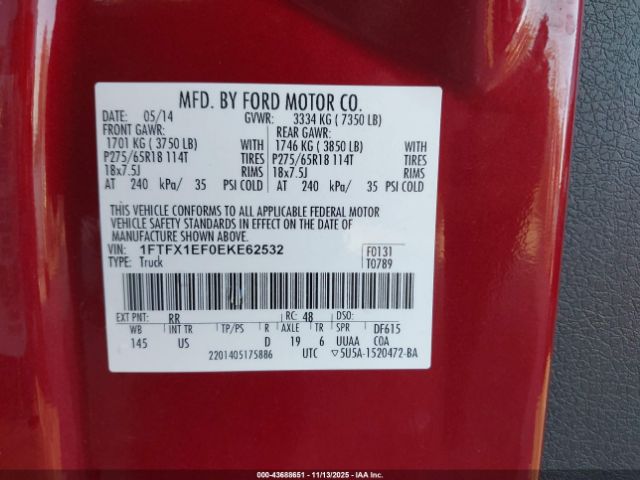 MFD. BY FORD MOTOR CO.
DATE: 05/14 GVWR: 3334 KG ( 7350 LB)
FRONT GAWR: REAR GAWR:
1701 KG ( 3750 LB) WITH 1746 KG ( 3850 LB) WITH
P275/65R18 114T TIRES P275/65R18 114T TIRES
18x7.5J RIMS 18x7.5J RIMS
AT 240 kPa/ 35 PSI COLD AT 240 kPa/ 35 PSI COLD
THIS VEHICLE CONFORMS TO ALL APPLICABLE FEDERAL MOTOR
VEHICLE SAFETY STANDARDS IN EFFECT ON THE DATE OF
MANUFACTURE SHOWN ABOVE.
VIN: 1FTFX1EF0EKE62532 F0131
TYPE: Truck T0789
EXT PNT: RR RC: 48 DSO:
WB INT TR TP/PS R AXLE TR SPR DF615
145 US D 19 6 UUAA COA
2201405175886 UTC ▽5U5A-1520472-BA
000-43688651 - 11/13/2025 - IAAI.com